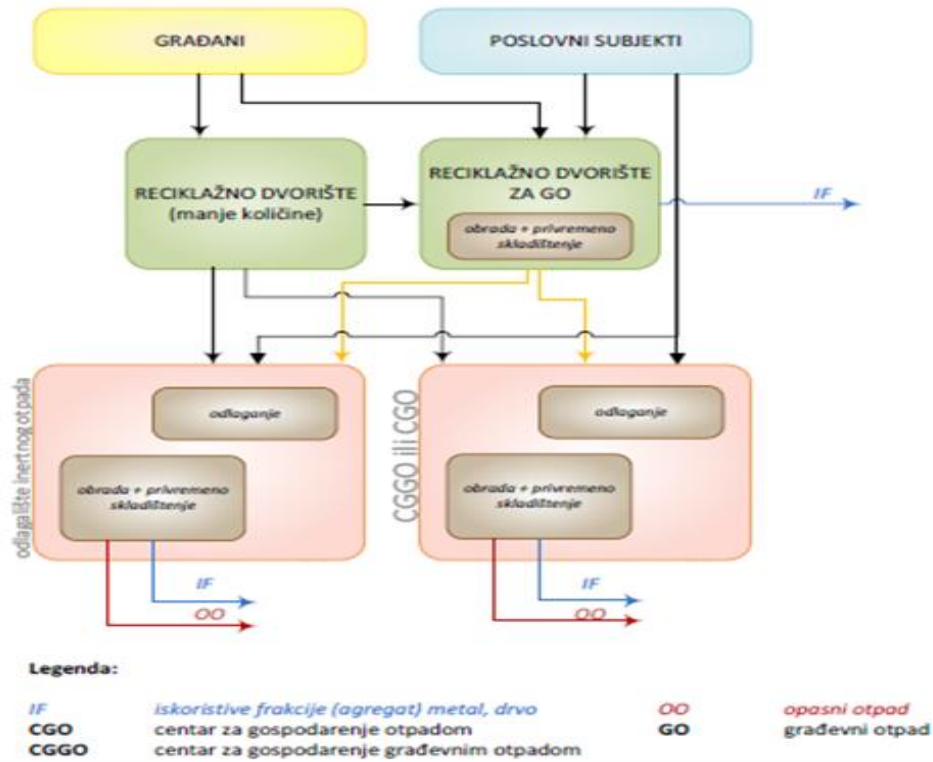 GRAĐANI
POSLOVNI SUBJEKTI
RECIKLAŽNO DVORIŠTE
(manje količine)
RECIKLAŽNO DVORIŠTE
ZA GO
obrada + privremeno
skladištenje
IF
odlagalište inertnog otpada
odlaganje
obrada + privremeno
skladištenje
IF
OO
CGGO ili CGO
odlaganje
obrada + privremeno
skladištenje
IF
OO
Legenda:
IF iskoristive frakcije (agregat) metal, drvo OO opasni otpad
CGO centar za gospodarenje otpadom GO građevni otpad
CGGO centar za gospodarenje građevnim otpadom